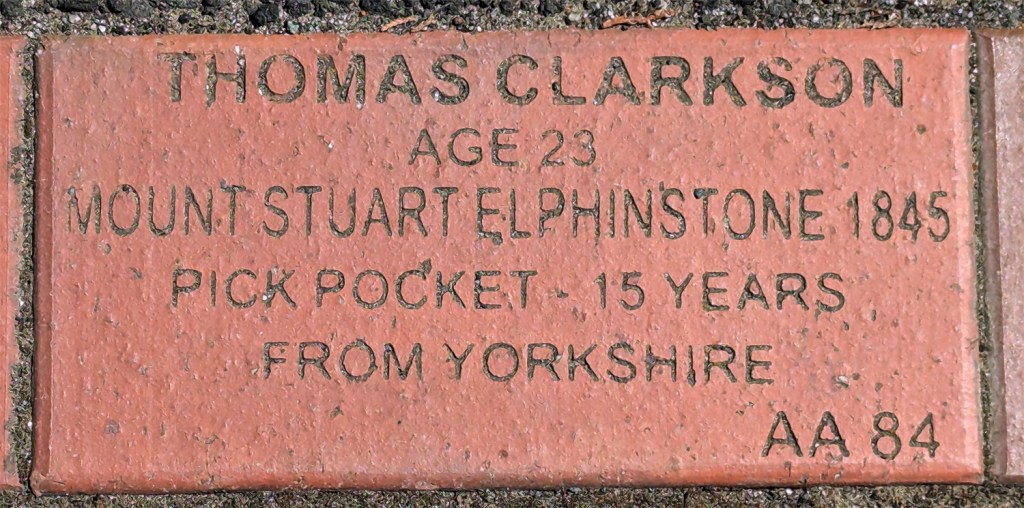 THOMAS CLARKSON
AGE 23
MOUNT STUART ELPHINSTONE 1845
PICK POCKET - 15 YEARS
FROM YORKSHIRE
AA 84